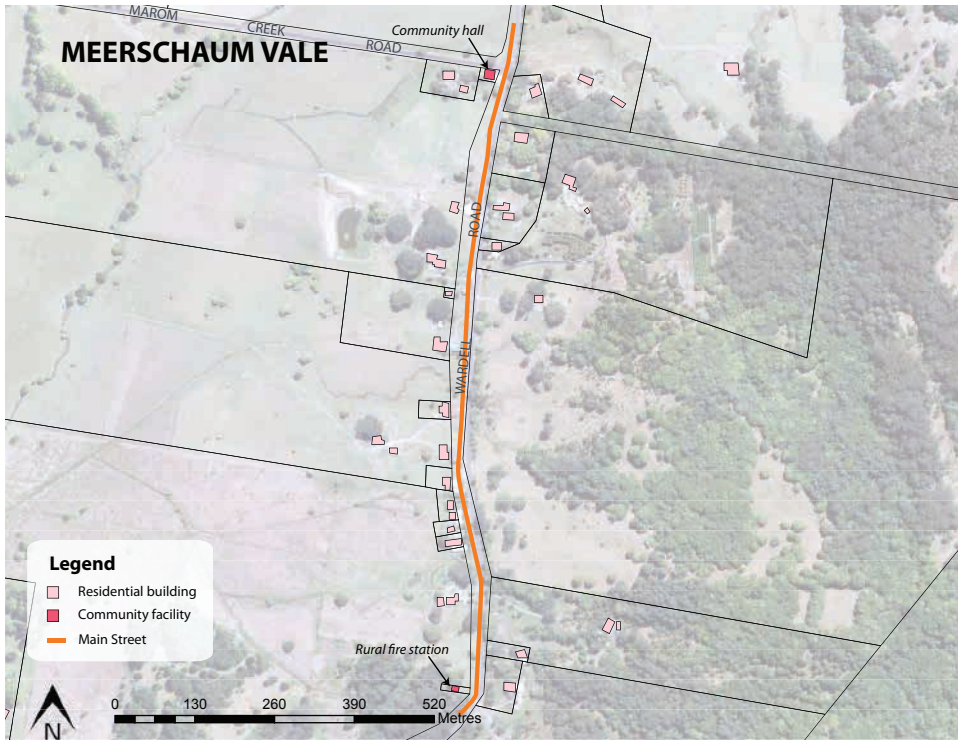 MAROM
CREEK
ROAD
Community hall
MEERSCHAUM VALE
ROAD
WARDELL
Legend
Residential building
Community facility
Main Street
Rural fire station
0 130 260 390 520
Metres
N